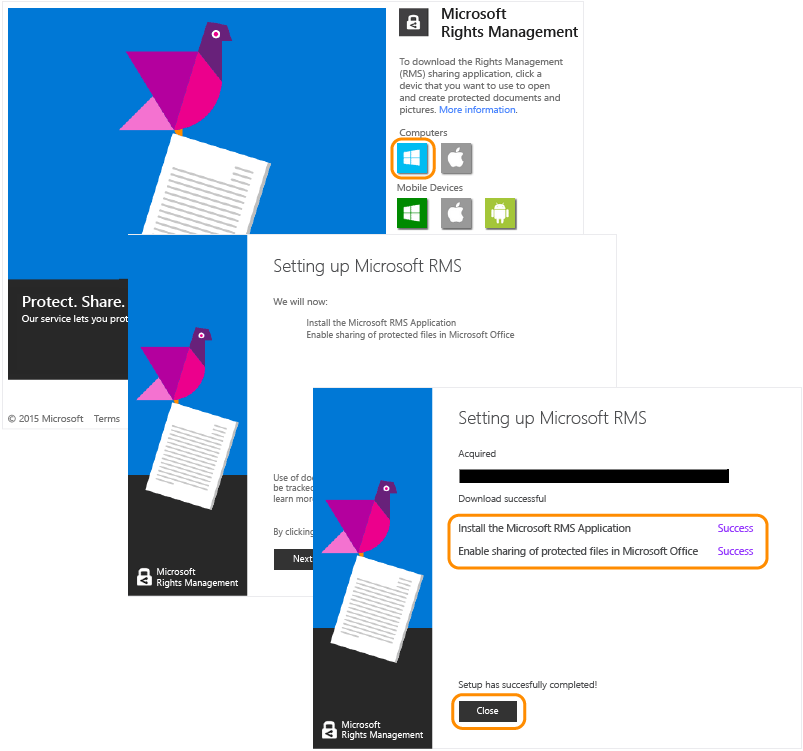 Microsoft
Rights Management
To download the Rights Management
(RMS) sharing application, click a
devic that you want to use to open
and create protected documents and
pictures. More information.
Computers
Mobile Devices
Protect. Share.
Our service lets you prot
© 2015 Microsoft Terms
Setting up Microsoft RMS
We will now:
Install the Microsoft RMS Application
Enable sharing of protected files in Microsoft Office
Use of do
be tracke
learn more
By clicking
Next
Microsoft
Rights Management
Setting up Microsoft RMS
Acquired
Download successful
Install the Microsoft RMS Application Success
Enable sharing of protected files in Microsoft Office Success
Setup has succesfully completed!
Close
Microsoft
Rights Management